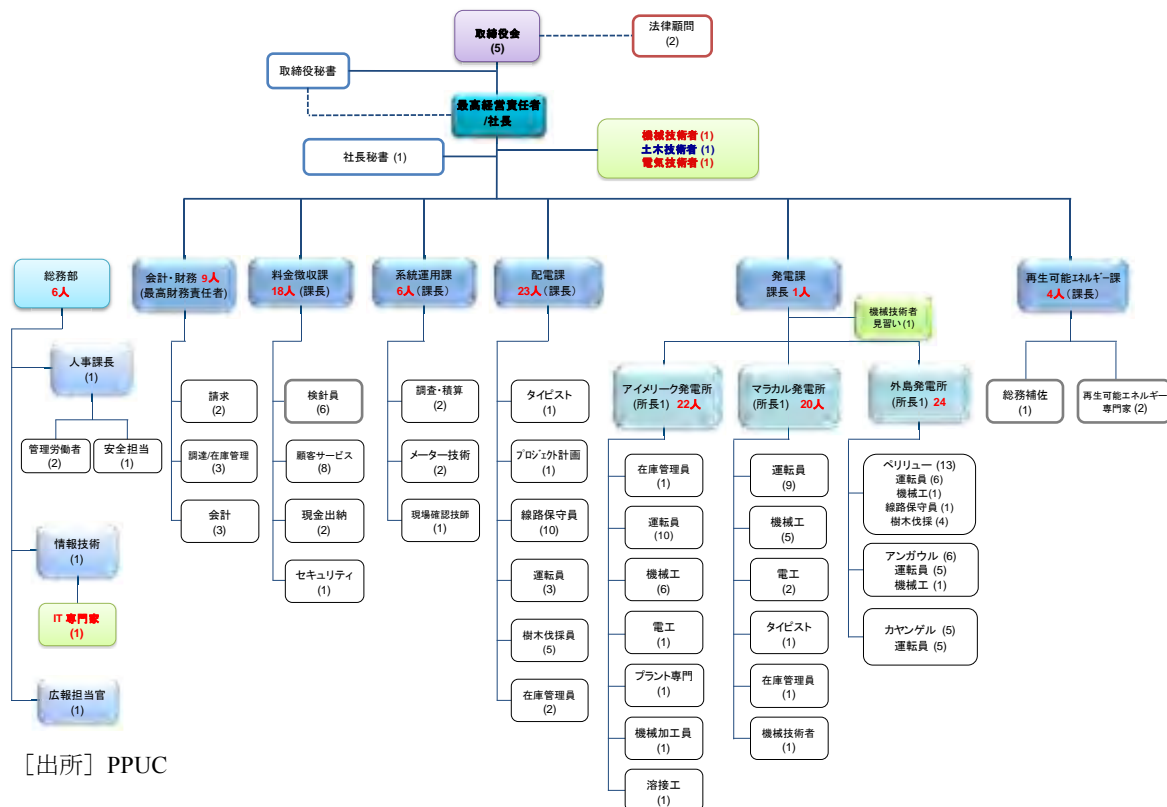 取締役会
(5)
法律顧問
(2)
取締役秘書
最高経営責任者
/社長
社長秘書 (1)
機械技術者 (1)
土木技術者 (1)
電気技術者 (1)
総務部
6人
会計・財務 9人
(最高財務責任者)
料金徴収課
18人 (課長)
系統運用課
6人 (課長)
配電課
23人 (課長)
発電課
課長 1人
再生可能エネルギー課
4人 (課長)
機械技術者
見習い (1)
人事課長
(1)
管理労働者
(2)
安全担当
(1)
情報技術
(1)
IT 専門家
(1)
広報担当官
(1)
請求
(2)
調達/在庫管理
(3)
会計
(3)
検針員
(6)
顧客サービス
(8)
現金出納
(2)
セキュリティ
(1)
調査・積算
(2)
メーター技術
(2)
現場確認技師
(1)
タイピスト
(1)
プロジェクト計画
(1)
線路保守員
(10)
運転員
(3)
樹木伐採員
(5)
在庫管理員
(2)
アイメリーク発電所
(所長1) 22人
在庫管理員
(1)
運転員
(10)
機械工
(6)
電工
(1)
プラント専門
(1)
機械加工員
(1)
溶接工
(1)
マラカル発電所
(所長1) 20人
運転員
(9)
機械工
(5)
電工
(2)
タイピスト
(1)
在庫管理員
(1)
機械技術者
(1)
外島発電所
(所長1) 24
ペリリュー (13)
運転員 (6)
機械工(1)
線路保守員 (1)
樹木伐採 (4)
アンガウル (6)
運転員 (5)
機械工 (1)
カヤンゲル (5)
運転員 (5)
総務補佐
(1)
再生可能エネルギー
専門家 (2)
［出所］PPUC